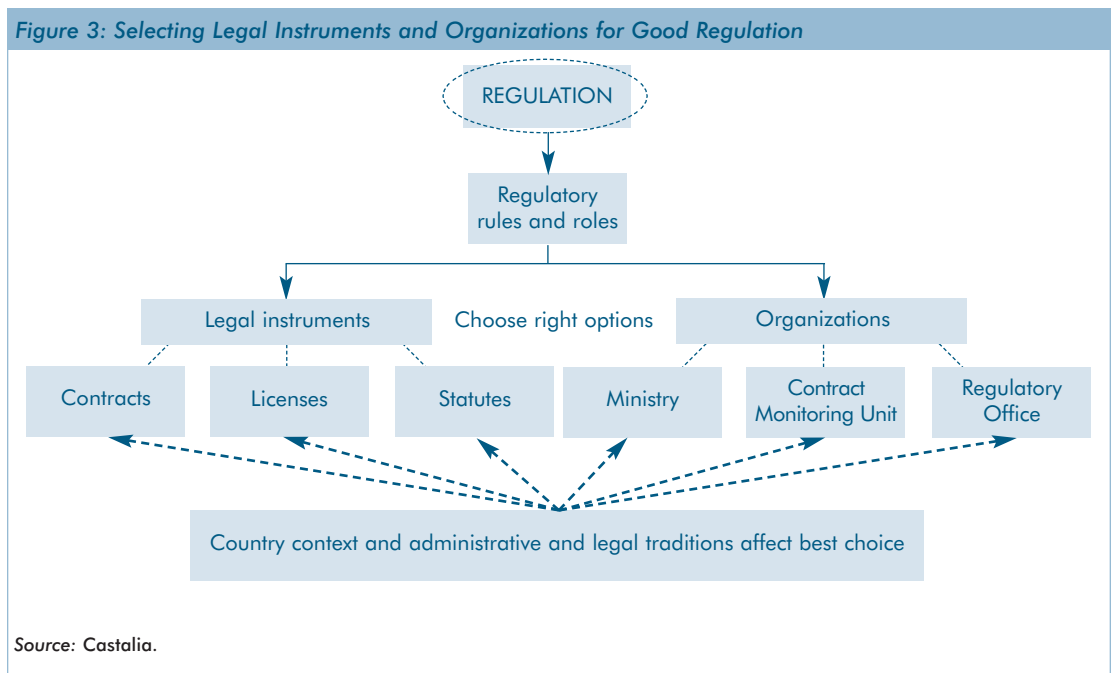 Figure 3: Selecting Legal Instruments and Organizations for Good Regulation
REGULATION
Regulatory
rules and roles
Legal instruments
Choose right options
Organizations
Contracts
Licenses
Statutes
Ministry
Contract
Monitoring Unit
Regulatory
Office
Country context and administrative and legal traditions affect best choice
Source: Castalia.